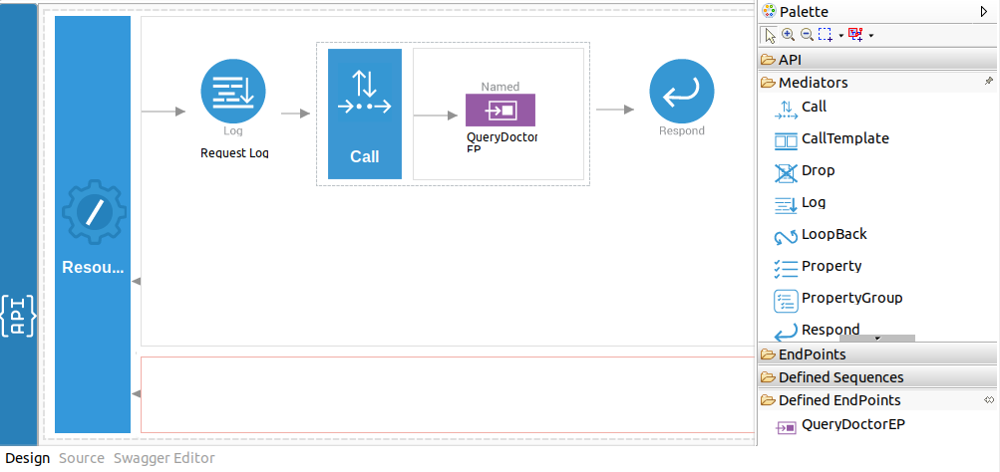 Palette
API
Mediators
Call
CallTemplate
Drop
Log
LoopBack
Property
PropertyGroup
Respond
EndPoints
Defined Sequences
Defined EndPoints
QueryDoctorEP
{API}
Resou...
Log
Request Log
Call
Named
QueryDoctor
EP
Respond
Design Source Swagger Editor